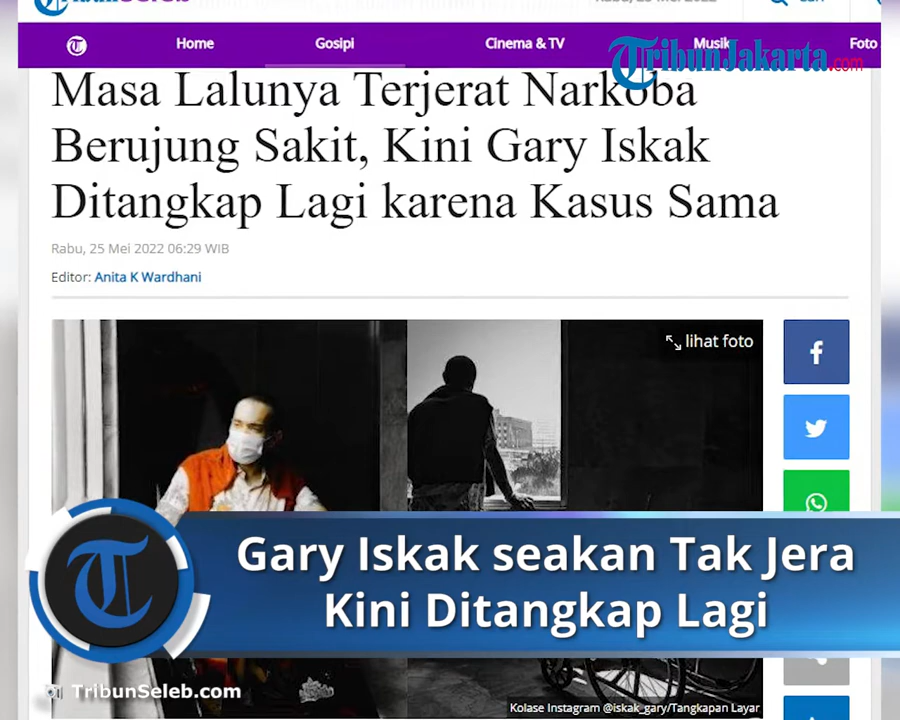 Home Gosipi Cinema & TV Musik Foto
TribunJakarta.com
Masa Lalunya Terjerat Narkoba
Berujung Sakit, Kini Gary Iskak
Ditangkap Lagi karena Kasus Sama
Rabu, 25 Mei 2022 06:29 WIB
Editor: Anita K Wardhani
lihat foto
Gary Iskak seakan Tak Jera
Kini Ditangkap Lagi
TribunSeleb.com
Kolase Instagram @iskak_gary/Tangkapan Layar